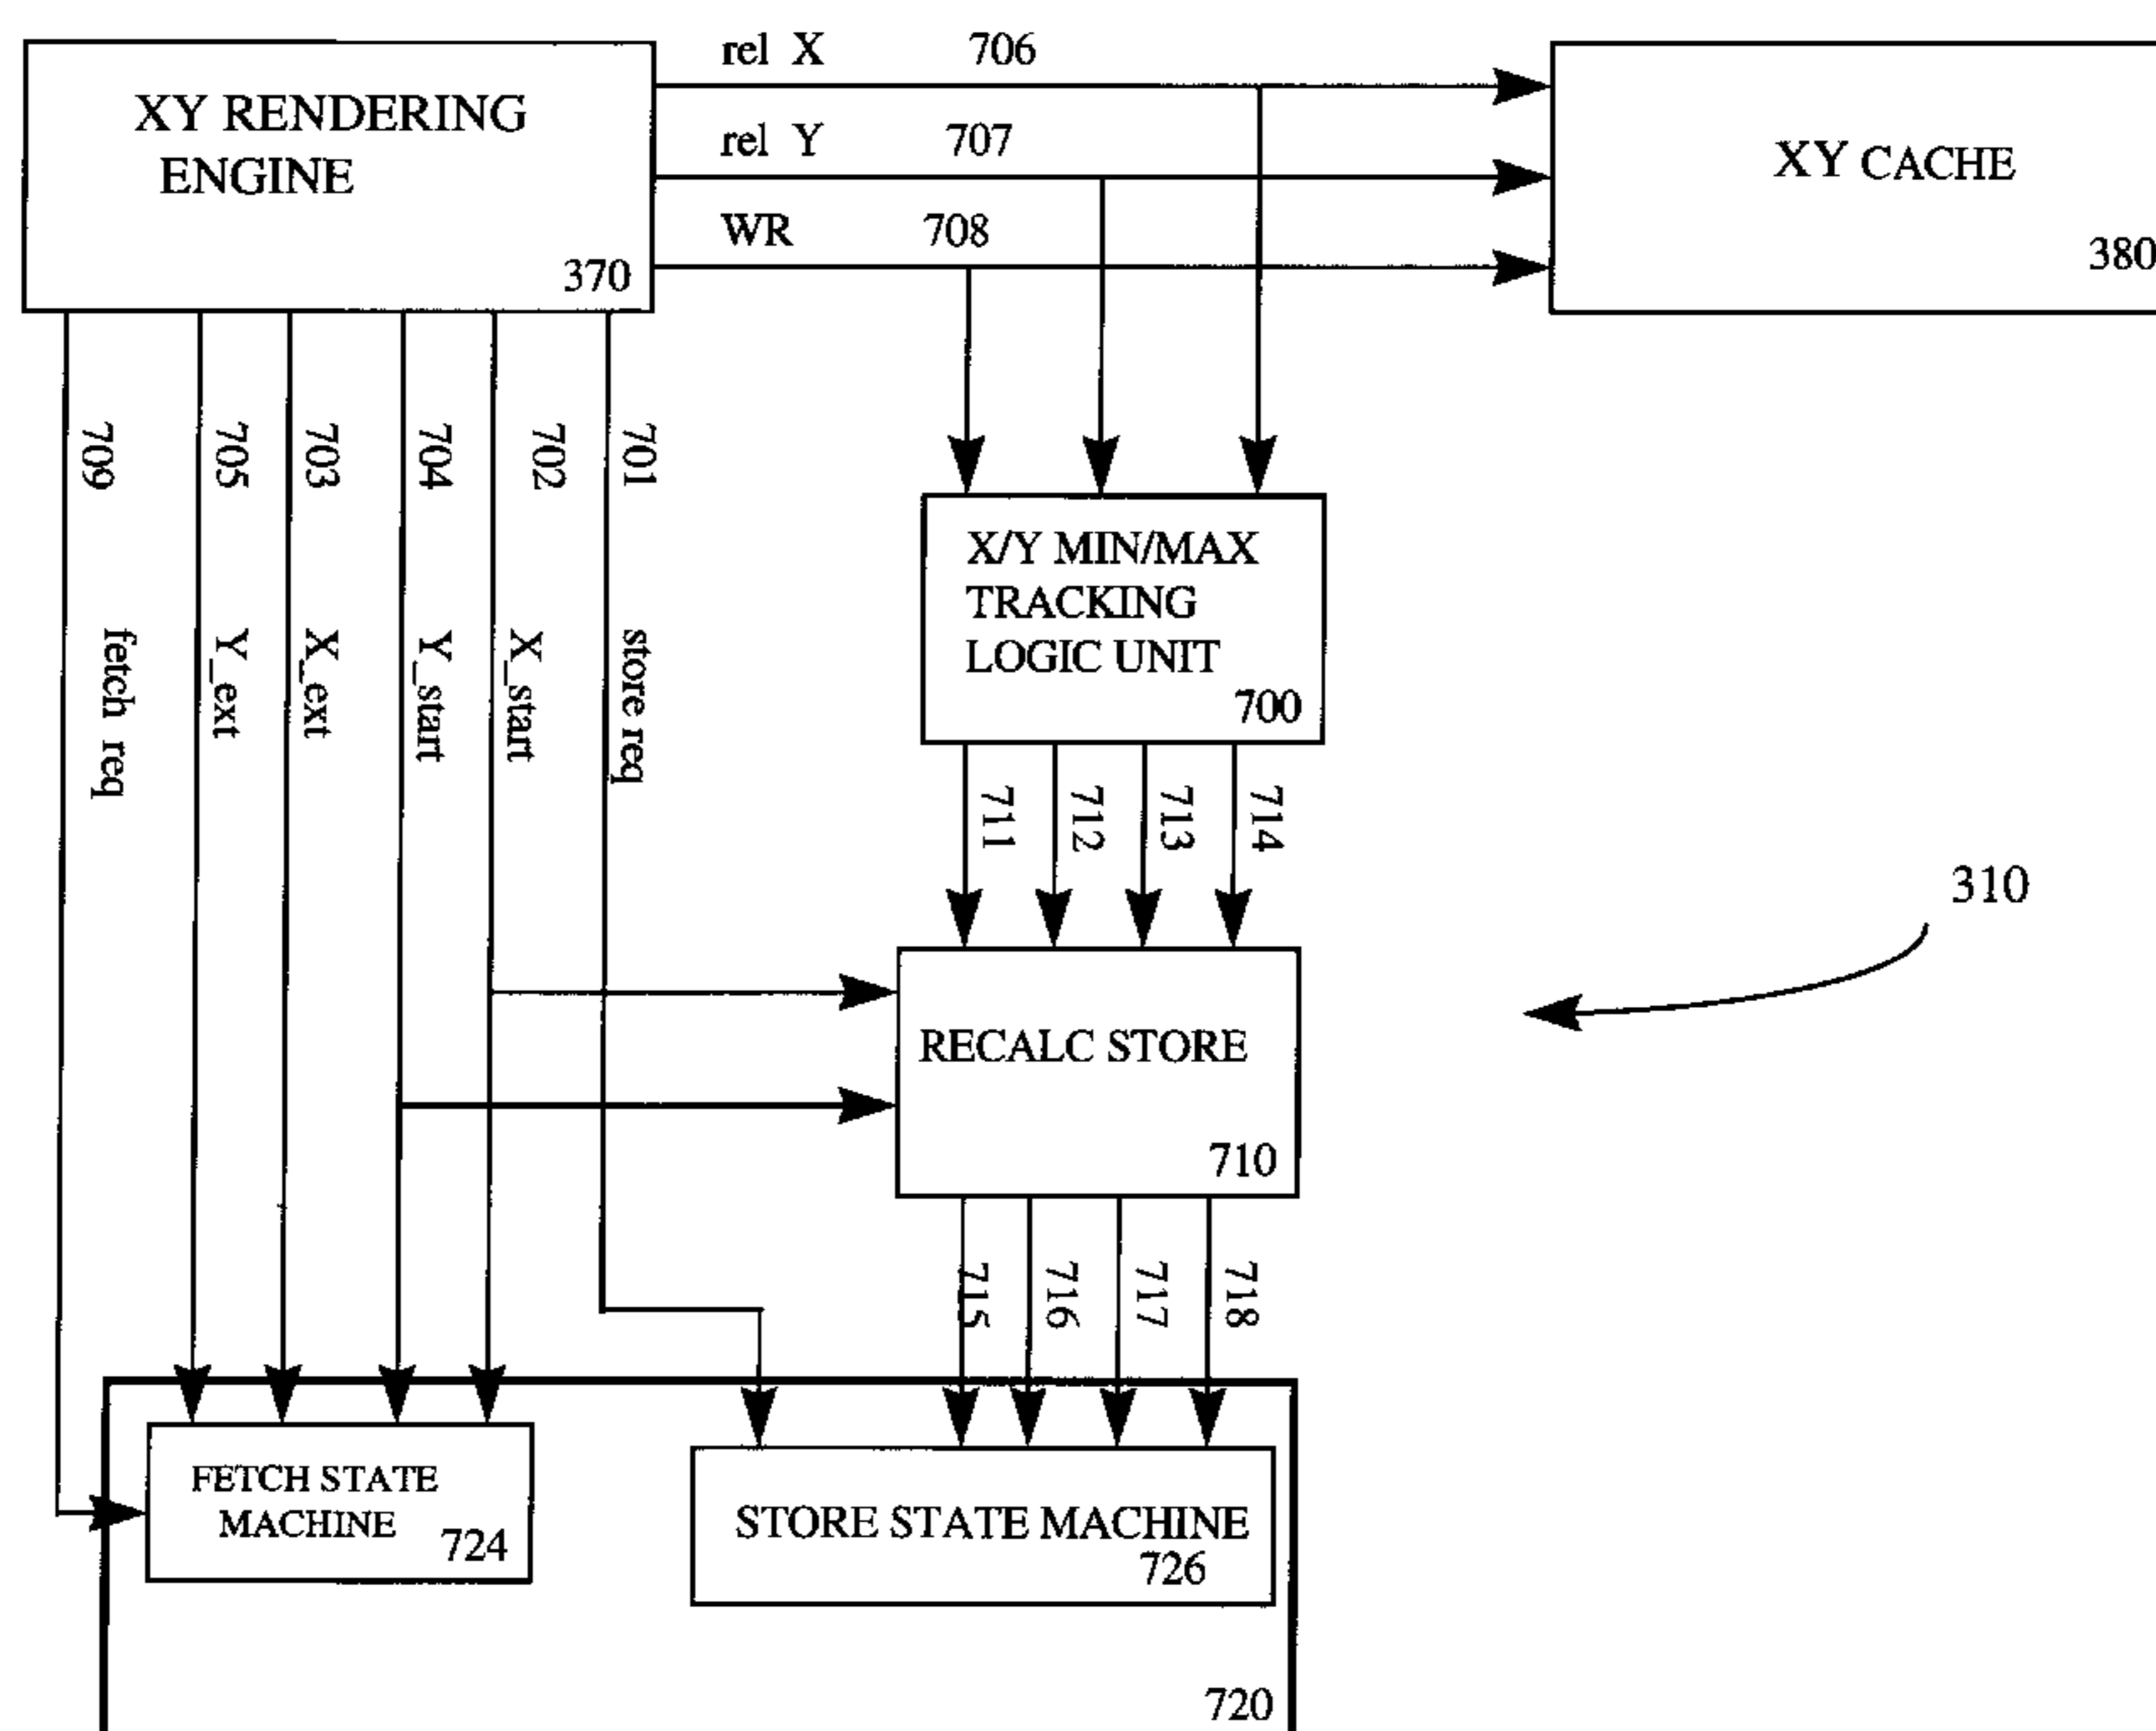 rel X 706
XY RENDERING
ENGINE
370
rel Y 707
WR 708
XY CACHE
380
709
705
703
704
702
701
fetch req
Y_ext
X_ext
Y_start
X_start
store req
X/Y MIN/MAX
TRACKING
LOGIC UNIT
700
711
712
713
714
310
RECALC STORE
710
715
716
717
718
FETCH STATE
MACHINE
724
STORE STATE MACHINE
726
720